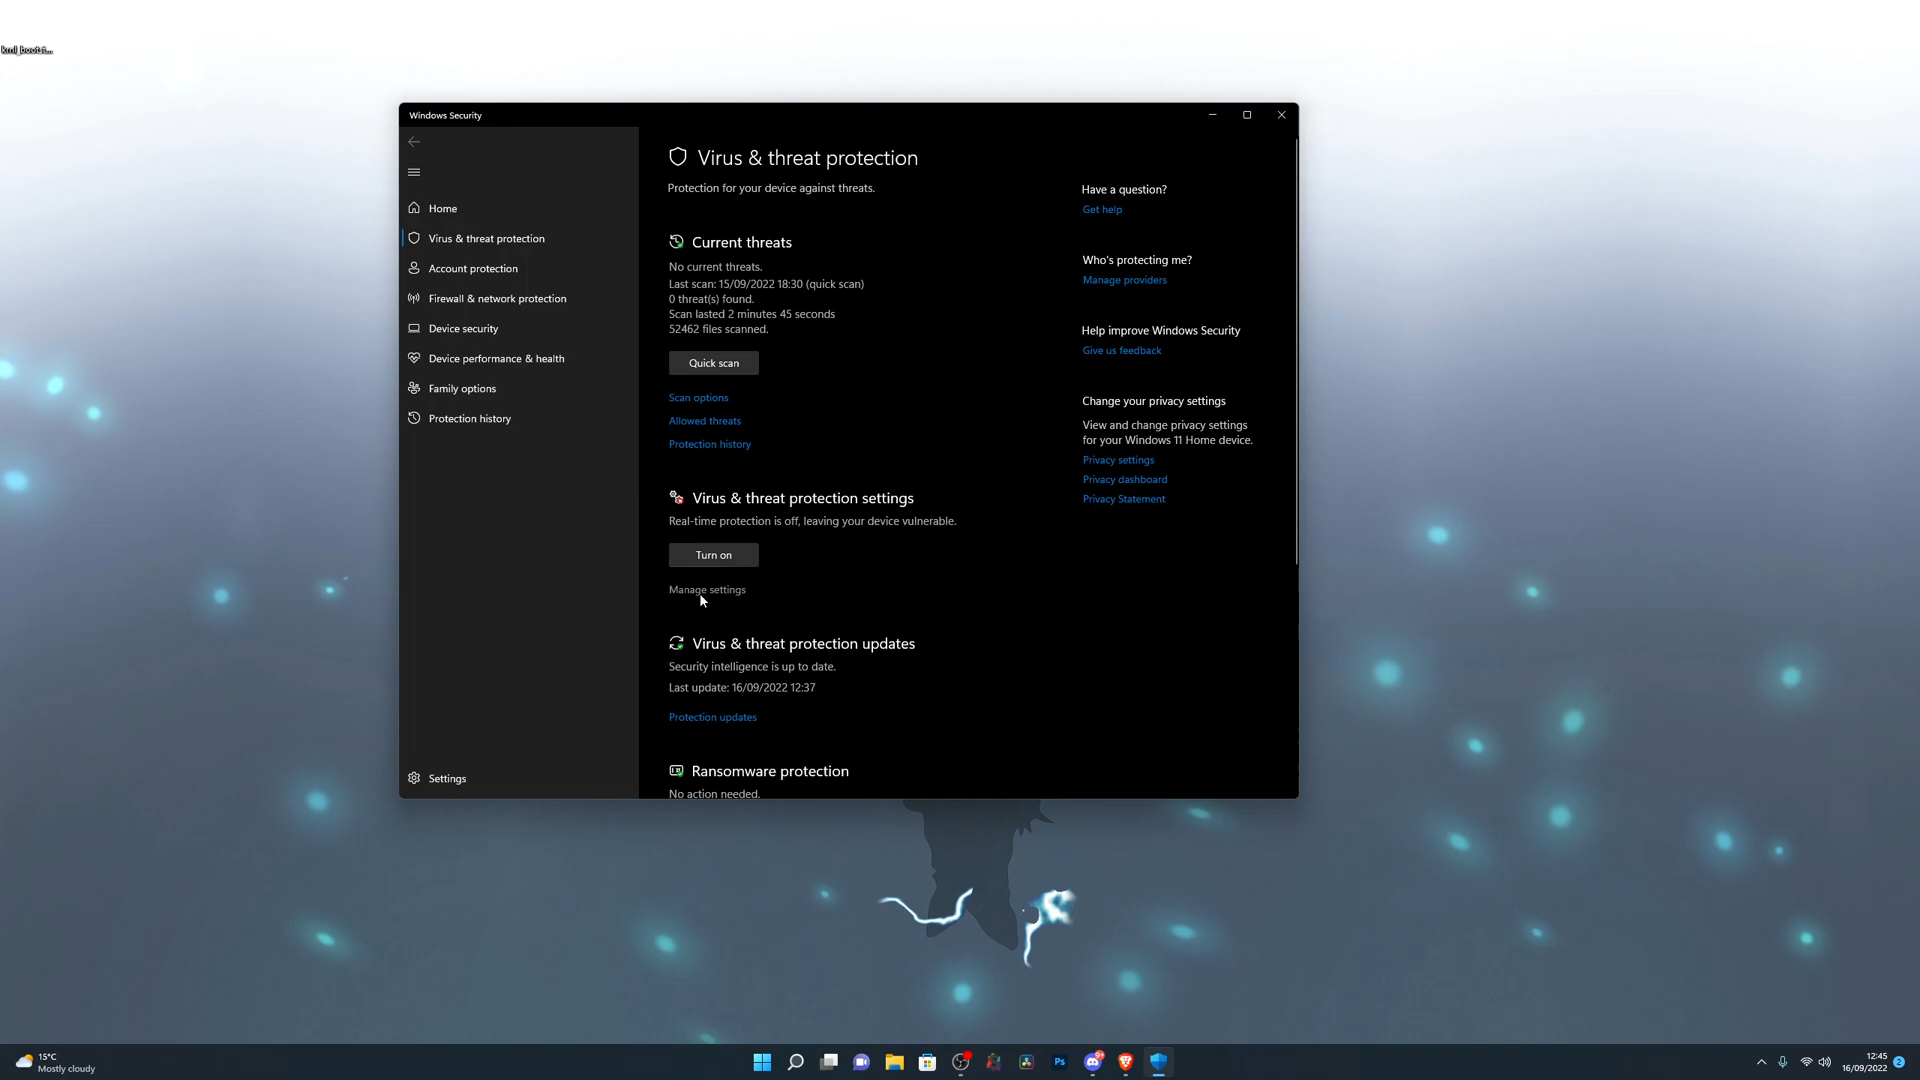 krnl_boots...
Windows Security
Home
Virus & threat protection
Account protection
Firewall & network protection
Device security
Device performance & health
Family options
Protection history
Settings
Virus & threat protection
Protection for your device against threats.
Current threats
No current threats.
Last scan: 15/09/2022 18:30 (quick scan)
0 threat(s) found.
Scan lasted 2 minutes 45 seconds
52462 files scanned.
Quick scan
Scan options
Allowed threats
Protection history
Virus & threat protection settings
Real-time protection is off, leaving your device vulnerable.
Turn on
Manage settings
Virus & threat protection updates
Security intelligence is up to date.
Last update: 16/09/2022 12:37
Protection updates
Ransomware protection
No action needed.
Have a question?
Get help
Who's protecting me?
Manage providers
Help improve Windows Security
Give us feedback
Change your privacy settings
View and change privacy settings
for your Windows 11 Home device.
Privacy settings
Privacy dashboard
Privacy Statement
15°C
Mostly cloudy
Ps
9+
12:45
16/09/2022
2